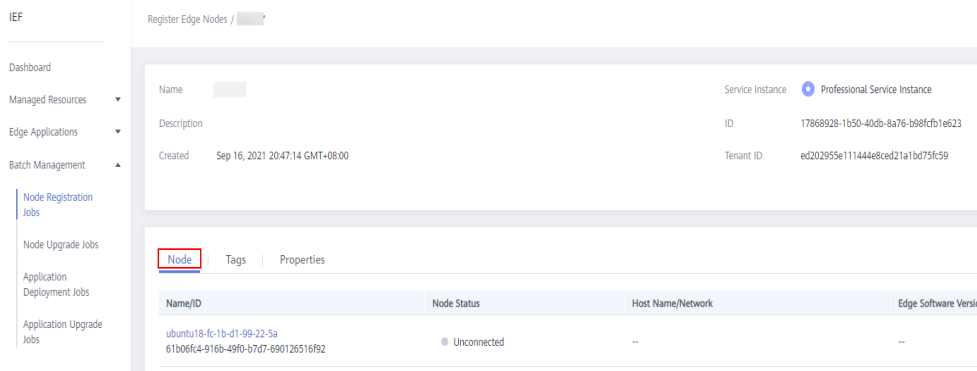 IEF
Register Edge Nodes /
Dashboard
Managed Resources
Edge Applications
Batch Management
Node Registration
Jobs
Node Upgrade Jobs
Application
Deployment Jobs
Application Upgrade
Jobs
Name
Service Instance Professional Service Instance
Description
ID 17868928-1b50-40db-8a76-b98fcfb1e623
Created Sep 16, 2021 20:47:14 GMT+08:00
Tenant ID ed202955e111444e8ced21a1bd75fc59
Node Tags Properties
Name/ID Node Status Host Name/Network Edge Software Versi
ubuntu18-fc-1b-d1-99-22-5a
61b06fc4-916b-49f0-b7d7-690126516f92
Unconnected -- --